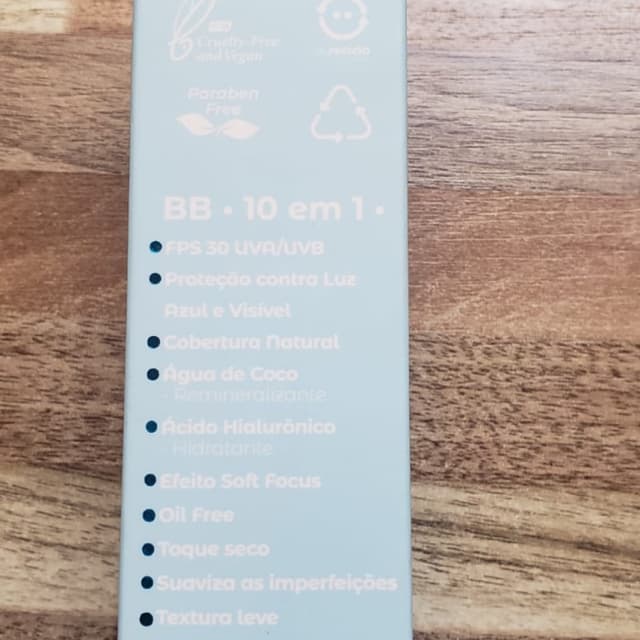 Cruelty-Free
and Vegan
Paraben
Free
BB • 10 em 1 •
FPS 30 UVA/UVB
Proteção contra Luz
Azul e Visível
Cobertura Natural
Água de Coco
- Remineralizante
Ácido Hialurônico
- Hidratante
Efeito Soft Focus
Oil Free
Toque seco
Suaviza as imperfeições
Textura leve